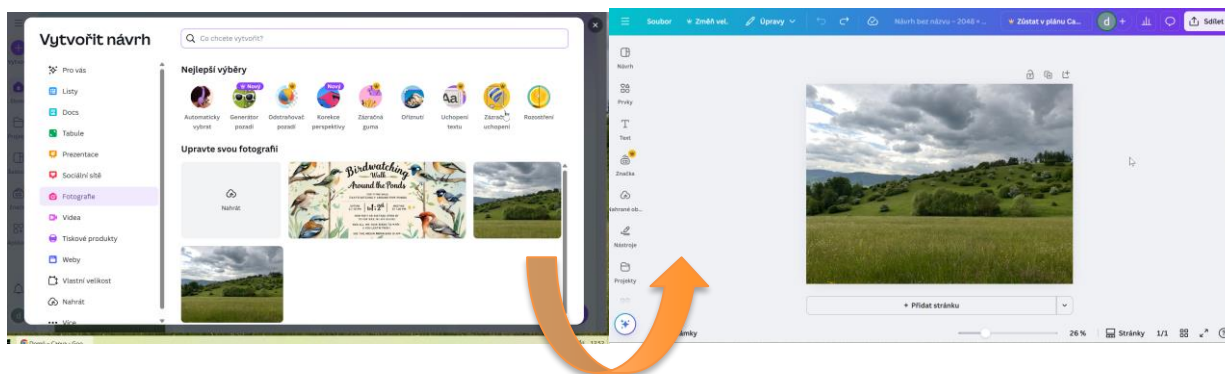 Vytvořit návrh
Co chcete vytvořit?
Pro vás
Listy
Docs
Tabule
Prezentace
Sociální sítě
Fotografie
Videa
Tiskové produkty
Weby
Vlastní velikost
Nahrát
Více
Nejlepší výběry
Nový
Nový
Automaticky vybrat
Generátor pozadí
Odstraňovač pozadí
Korekce perspektivy
Zázračná guma
Oříznutí
Uchopení textu
uchopení
Rozostření
Upravte svou fotografii
Nahrát
Birdwatching
Walk
Around the Ponds
Soubor
Změň vel.
Úpravy
Návrh bez názvu – 2048 × ...
Zůstat v plánu Ca...
d
+
Sdílet
Návrh
Prvky
Text
Značka
Nástroje
Projekty
+ Přidat stránku
26 %
Stránky
1/1